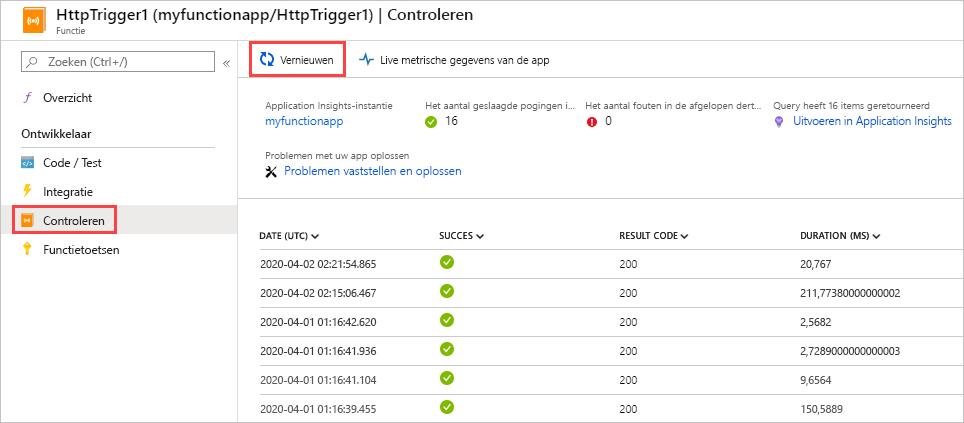 HttpTrigger1 (myfunctionapp/HttpTrigger1) | Controleren
Functie
Zoeken (Ctrl+/)
«
Overzicht
Ontwikkelaar
Code / Test
Integratie
Controleren
Functietoetsen
Vernieuwen
Live metrische gegevens van de app
Application Insights-instantie
myfunctionapp
Het aantal geslaagde pogingen i...
16
Het aantal fouten in de afgelopen dert...
0
Query heeft 16 items geretourneerd
Uitvoeren in Application Insights
Problemen met uw app oplossen
Problemen vaststellen en oplossen
DATE (UTC) SUCCES RESULT CODE DURATION (MS)
2020-04-02 02:21:54.865 200 20,767
2020-04-02 02:15:06.467 200 211,77380000000002
2020-04-01 01:16:42.620 200 2,5682
2020-04-01 01:16:41.936 200 2,7289000000000003
2020-04-01 01:16:41.104 200 9,6564
2020-04-01 01:16:39.455 200 150,5889